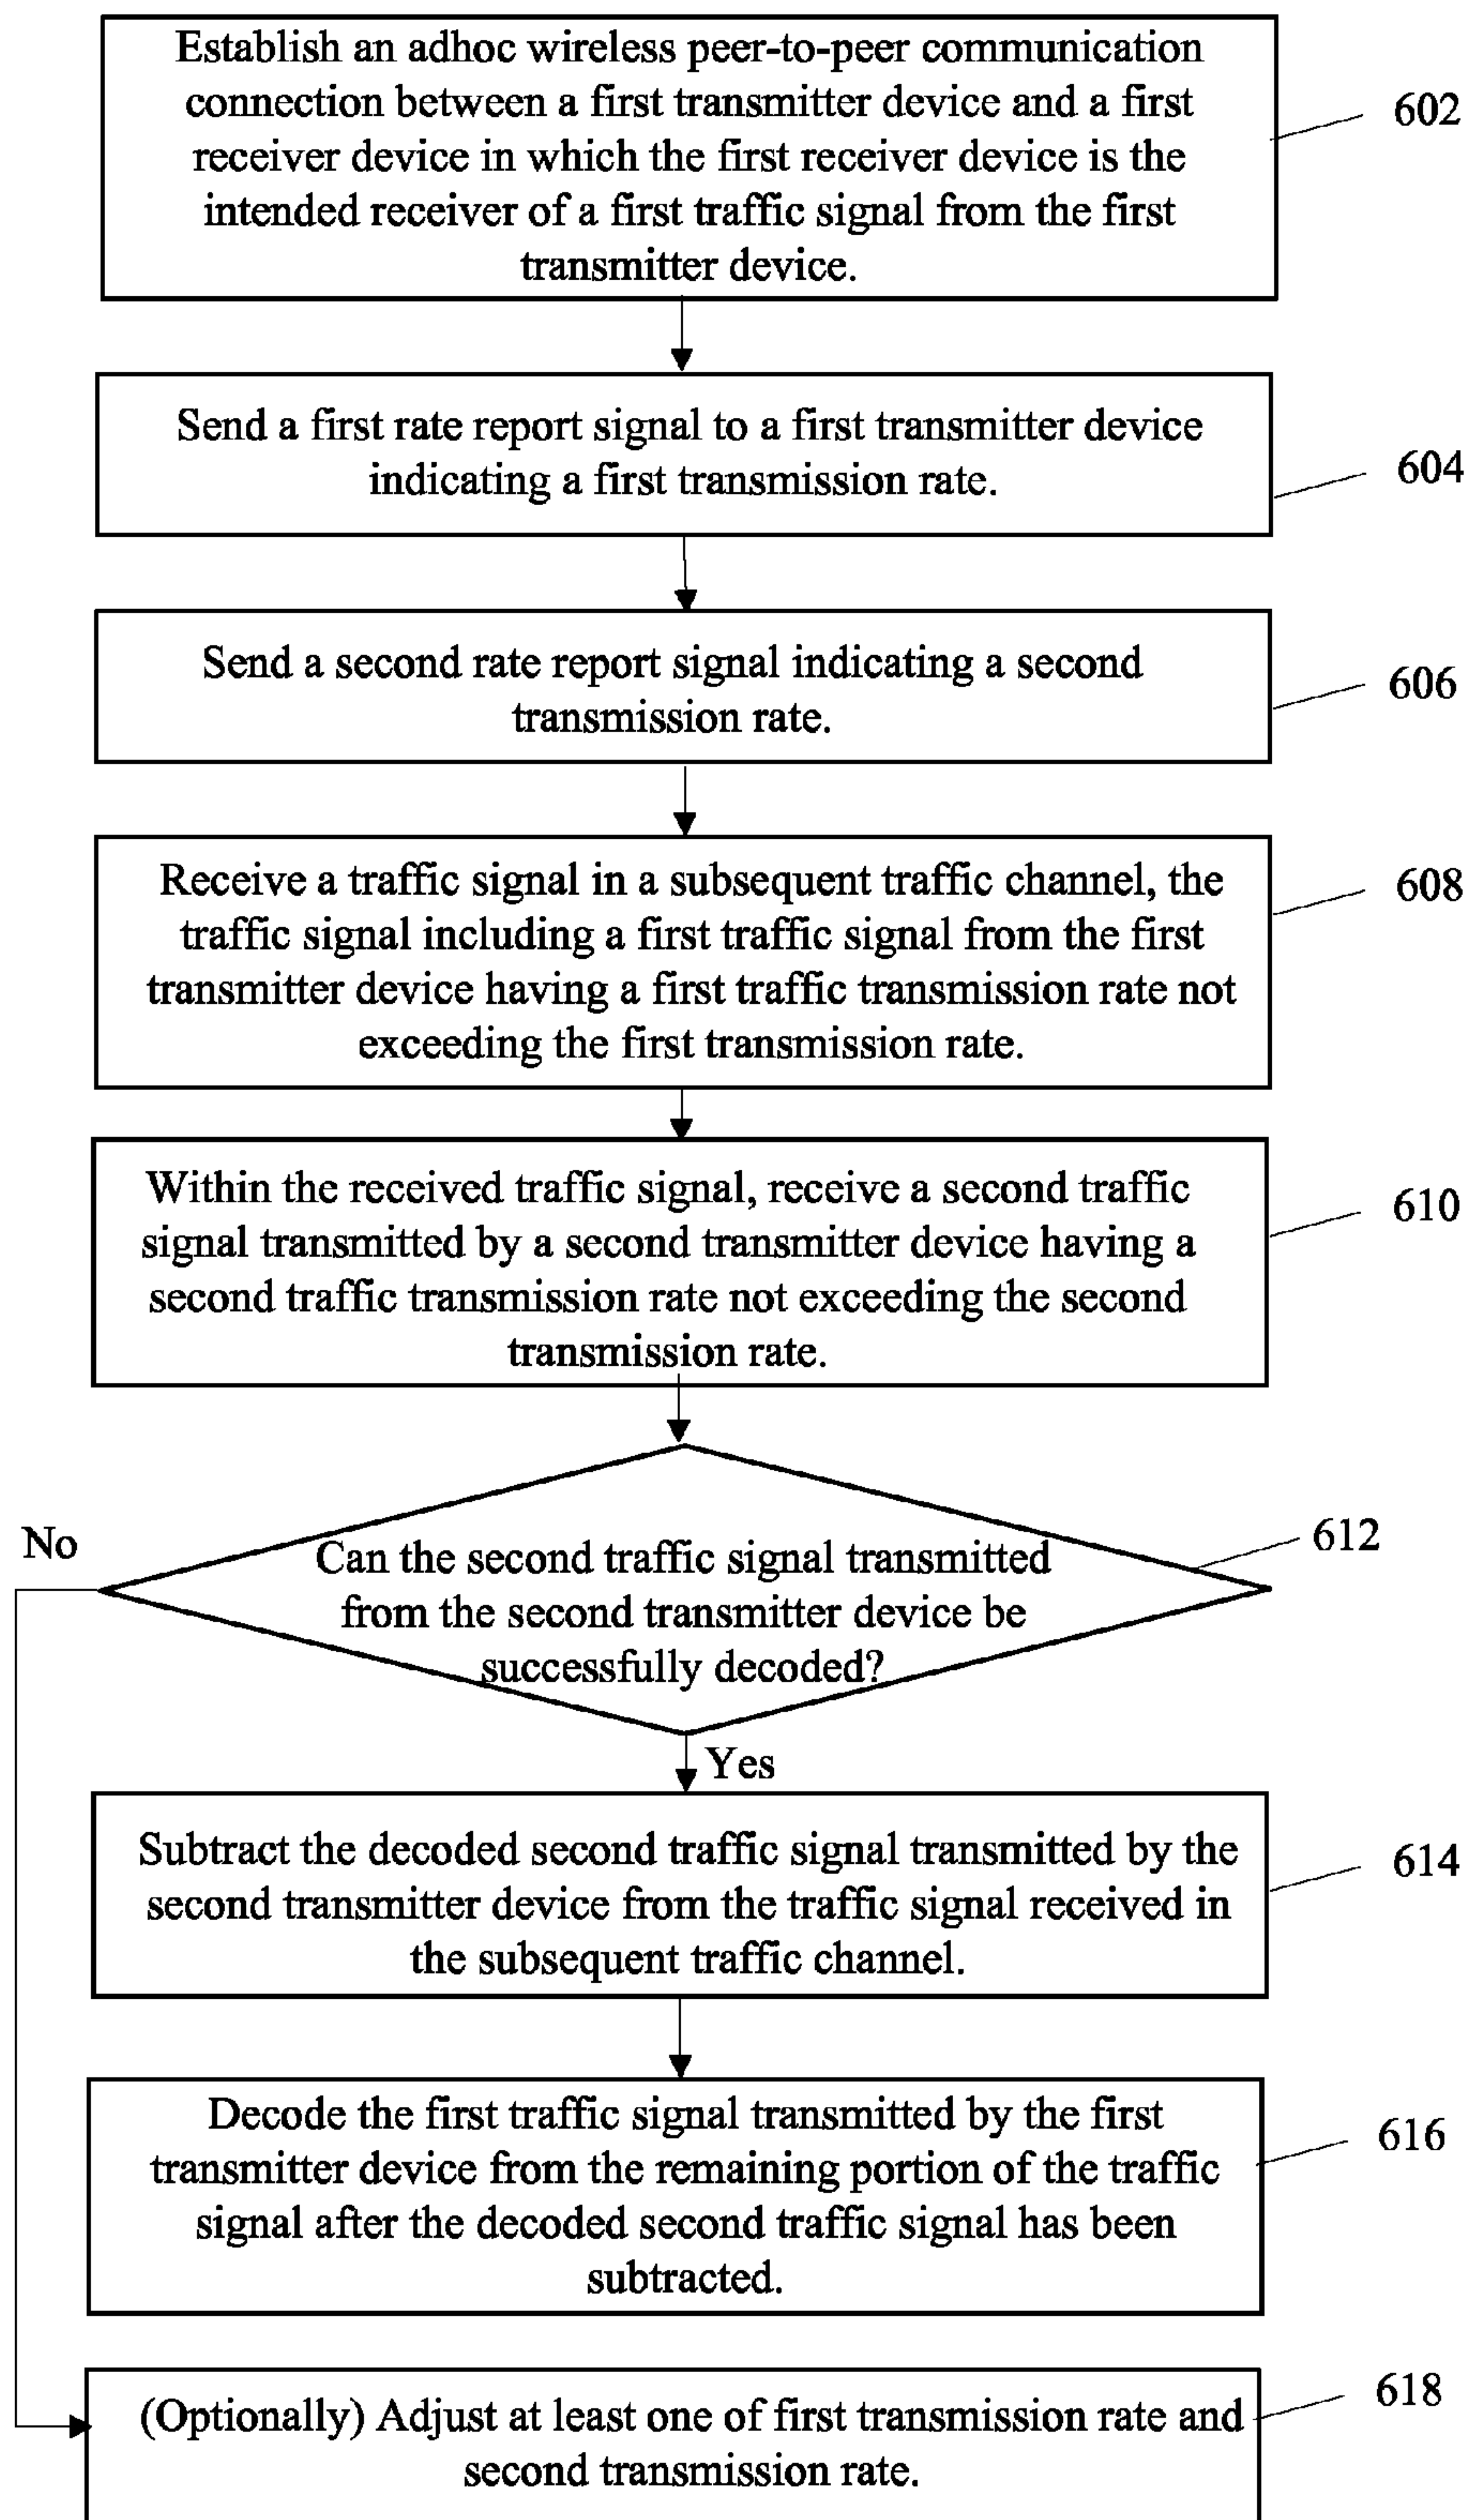 Establish an adhoc wireless peer-to-peer communication
connection between a first transmitter device and a first
receiver device in which the first receiver device is the
intended receiver of a first traffic signal from the first
transmitter device.
602
Send a first rate report signal to a first transmitter device
indicating a first transmission rate.
604
Send a second rate report signal indicating a second
transmission rate.
606
Receive a traffic signal in a subsequent traffic channel, the
traffic signal including a first traffic signal from the first
transmitter device having a first traffic transmission rate not
exceeding the first transmission rate.
608
Within the received traffic signal, receive a second traffic
signal transmitted by a second transmitter device having a
second traffic transmission rate not exceeding the second
transmission rate.
610
No
Can the second traffic signal transmitted
from the second transmitter device be
successfully decoded?
612
Yes
Subtract the decoded second traffic signal transmitted by the
second transmitter device from the traffic signal received in
the subsequent traffic channel.
614
Decode the first traffic signal transmitted by the first
transmitter device from the remaining portion of the traffic
signal after the decoded second traffic signal has been
subtracted.
616
(Optionally) Adjust at least one of first transmission rate and
second transmission rate.
618